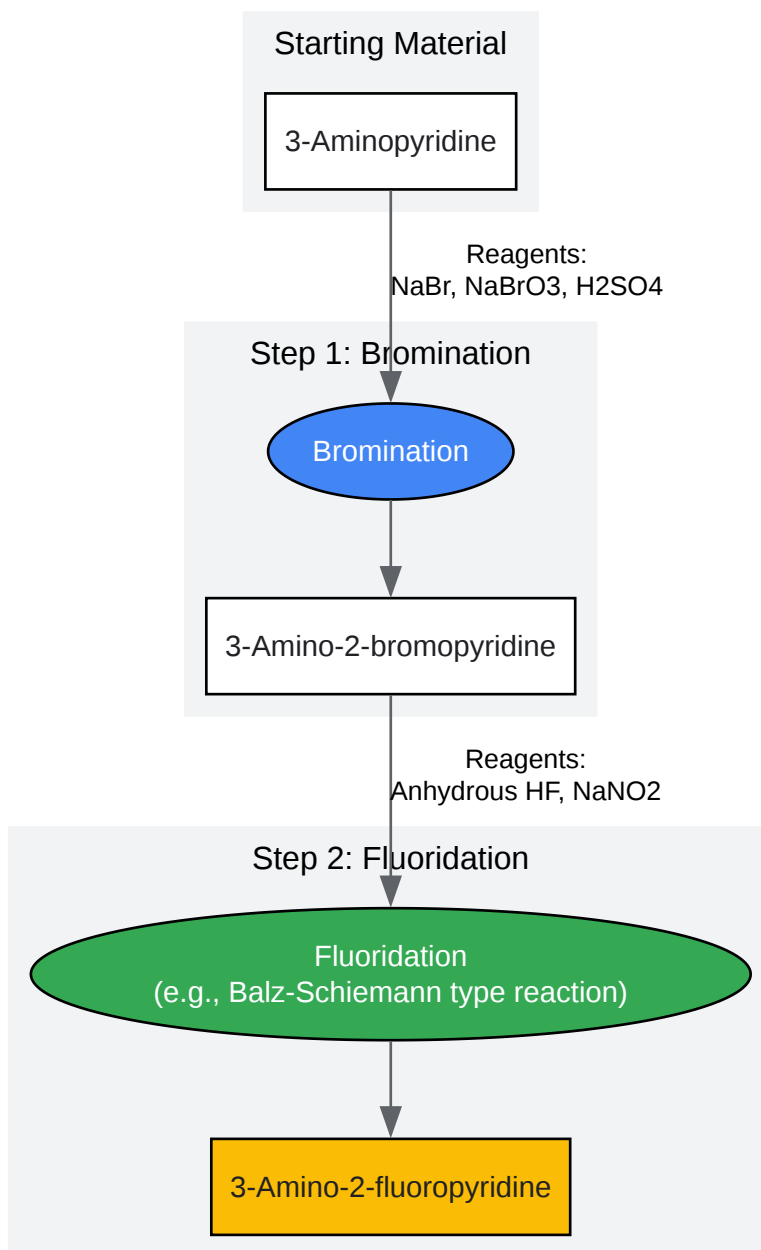 Starting Material
3-Aminopyridine
Reagents:
NaBr, NaBrO3, H2SO4
Step 1: Bromination
Bromination
3-Amino-2-bromopyridine
Reagents:
Anhydrous HF, NaNO2
Step 2: Fluoridation
Fluoridation
(e.g., Balz-Schiemann type reaction)
3-Amino-2-fluoropyridine